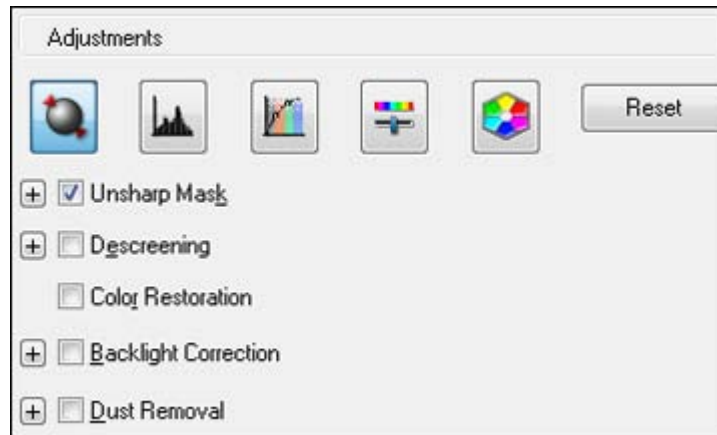 Adjustments
Reset
Unsharp Mask
Descreening
Color Restoration
Backlight Correction
Dust Removal